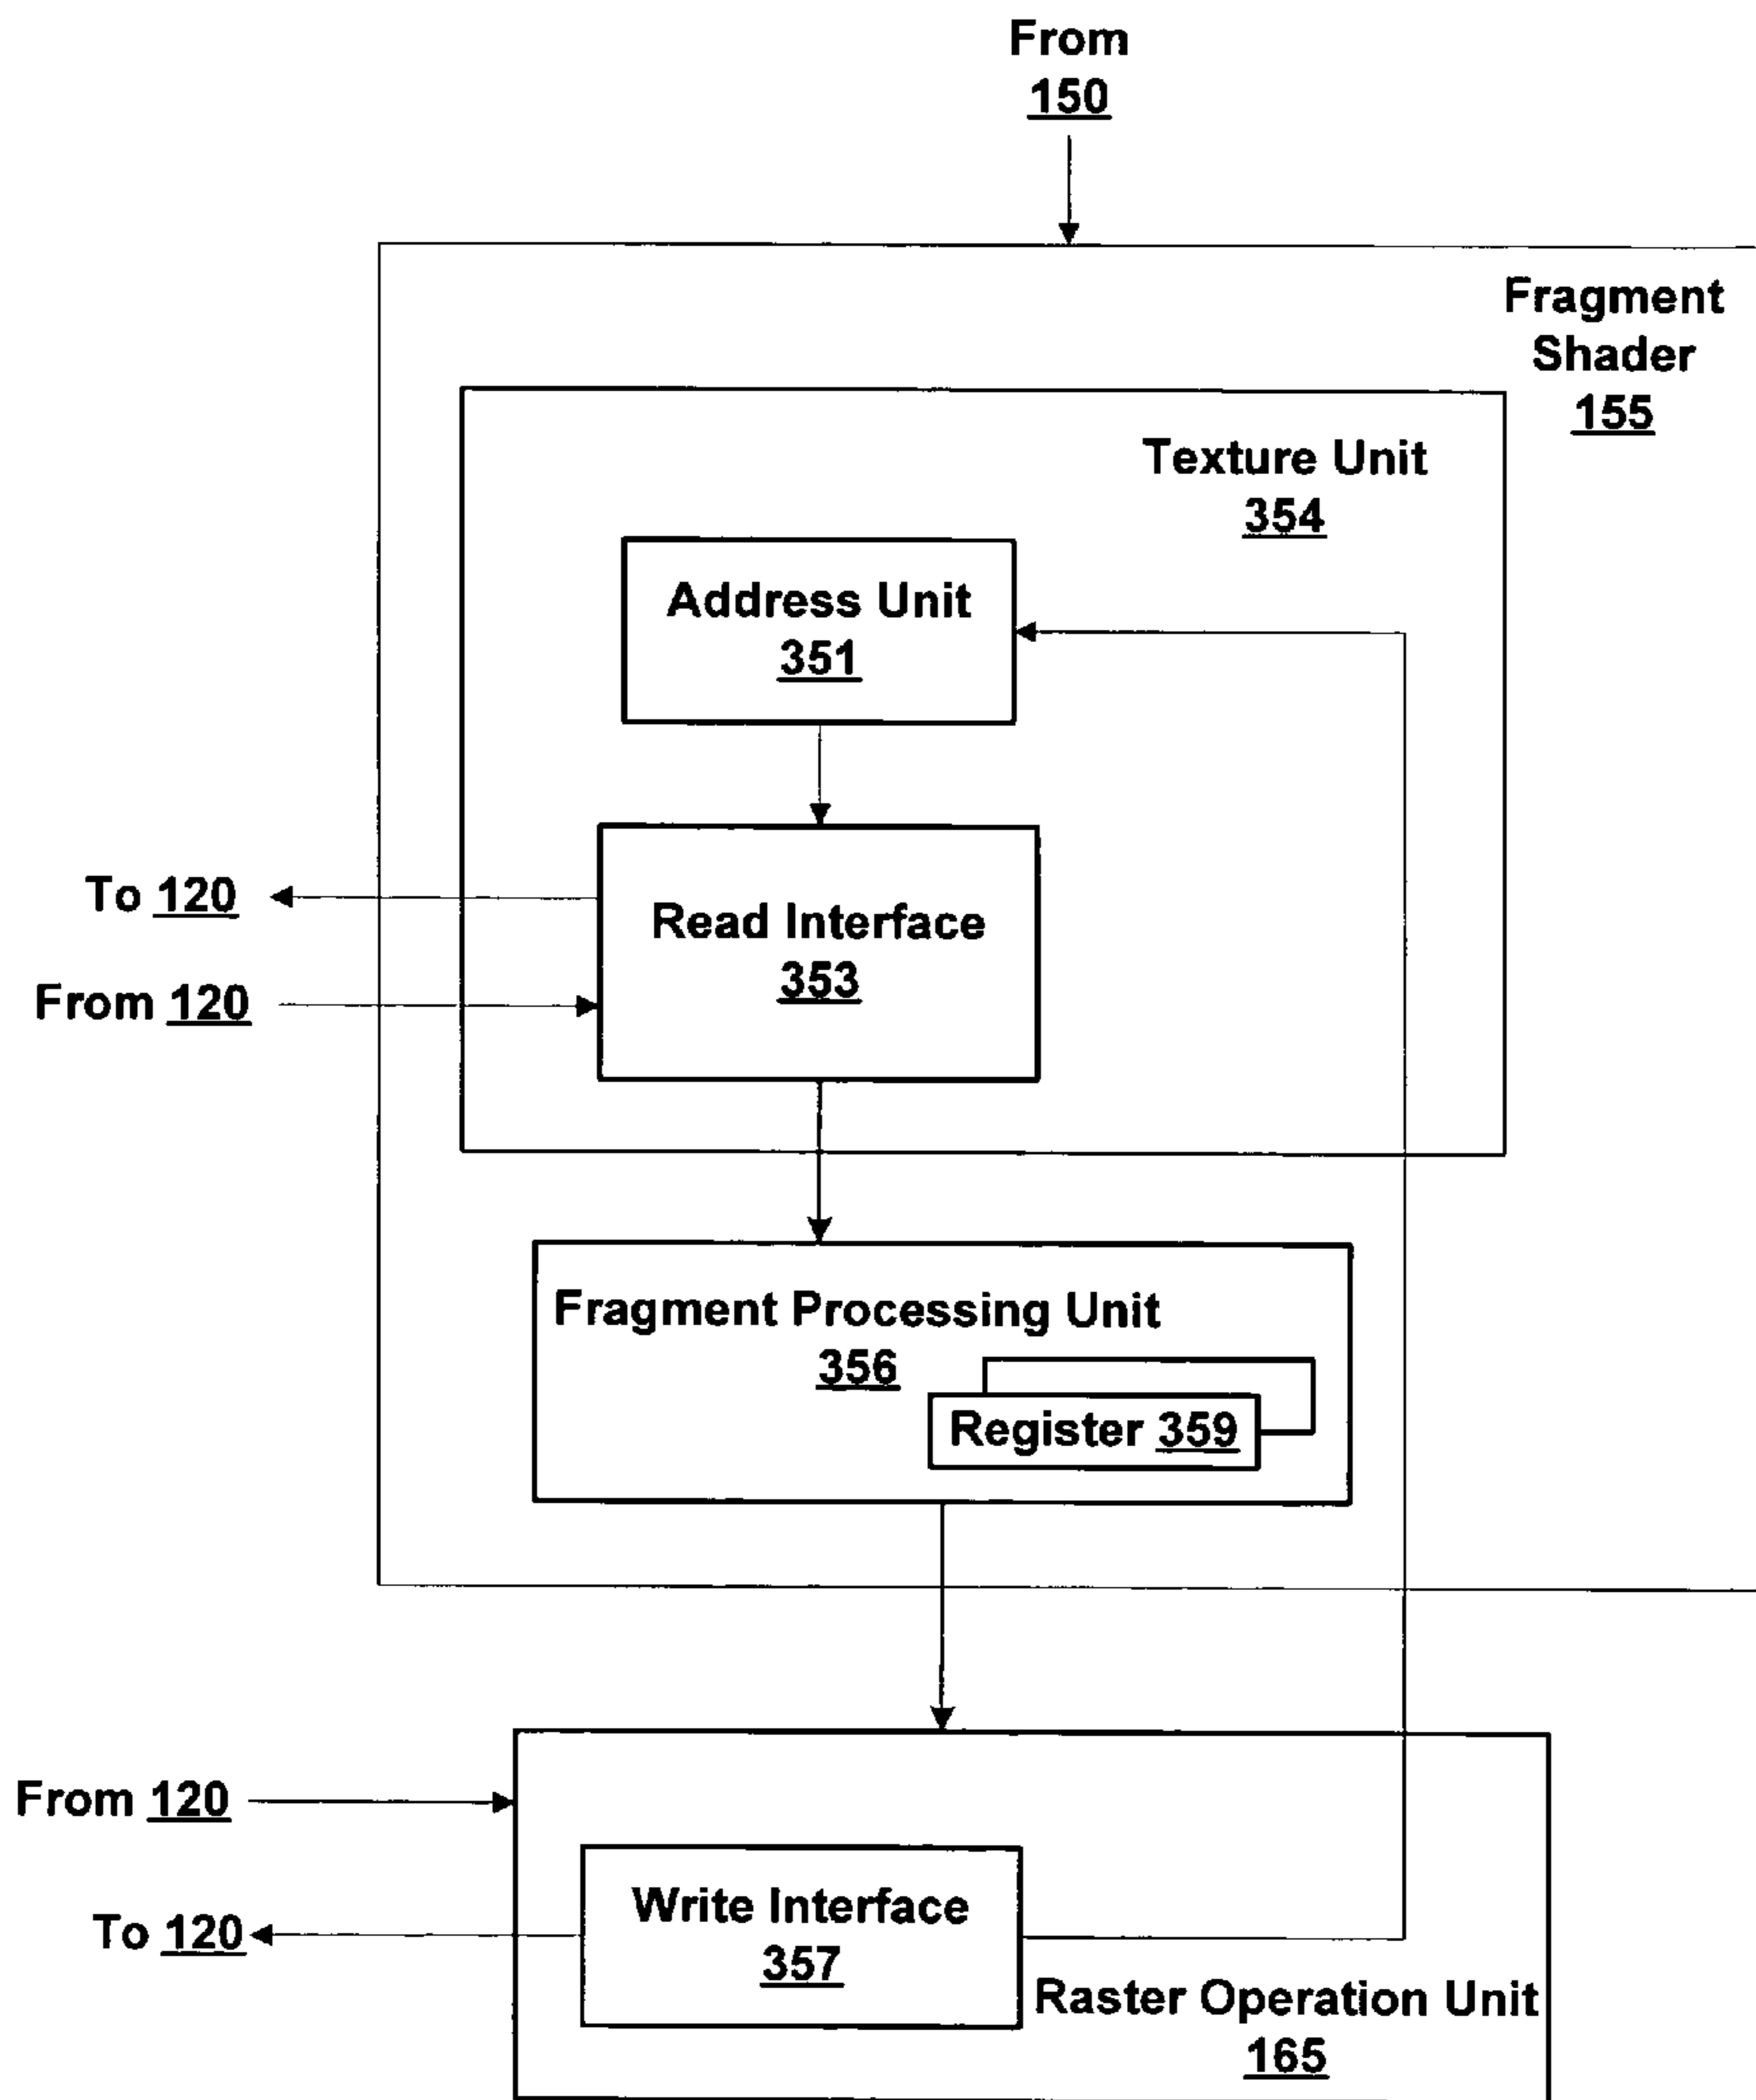 From
150
Fragment
Shader
155
Texture Unit
354
Address Unit
351
To 120
Read Interface
353
From 120
Fragment Processing Unit
356
Register 359
From 120
Write Interface
357
To 120
Raster Operation Unit
165